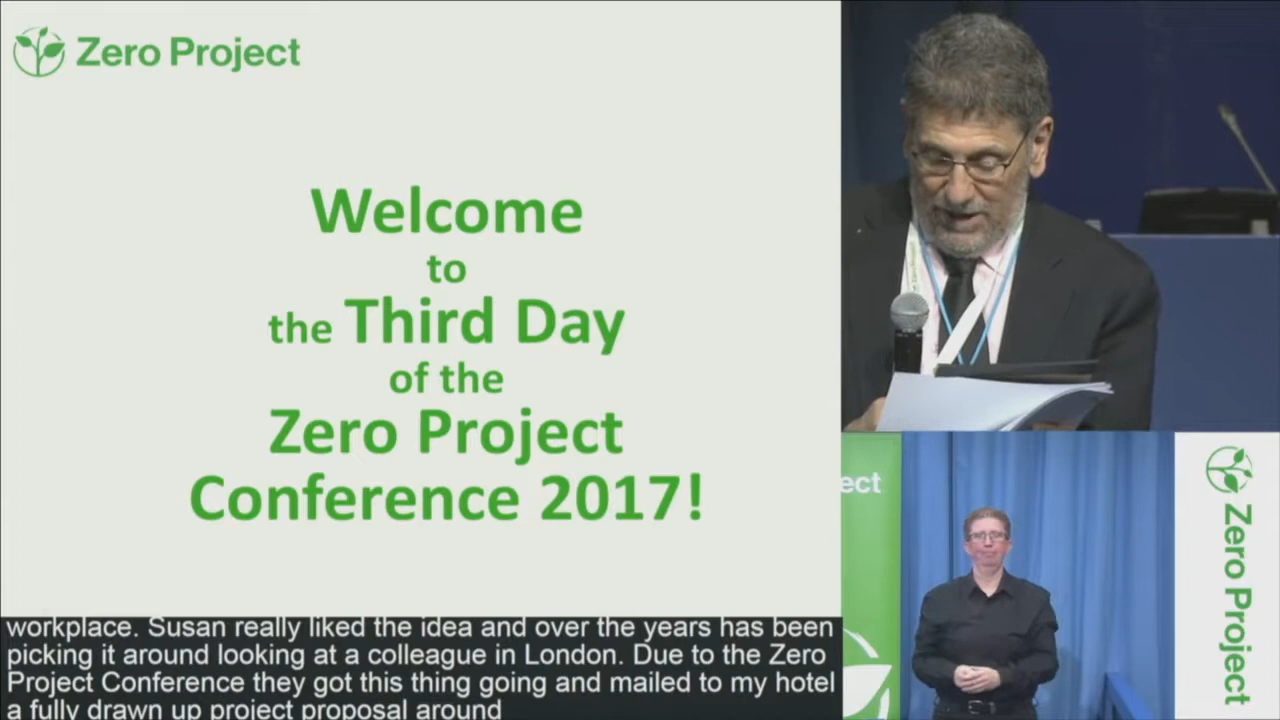 Zero Project
Welcome
to
the Third Day
of the
Zero Project
Conference 2017!
workplace. Susan really liked the idea and over the years has been
picking it around looking at a colleague in London. Due to the Zero
Project Conference they got this thing going and mailed to my hotel
a fully drawn up project proposal around
ect
Zero Project